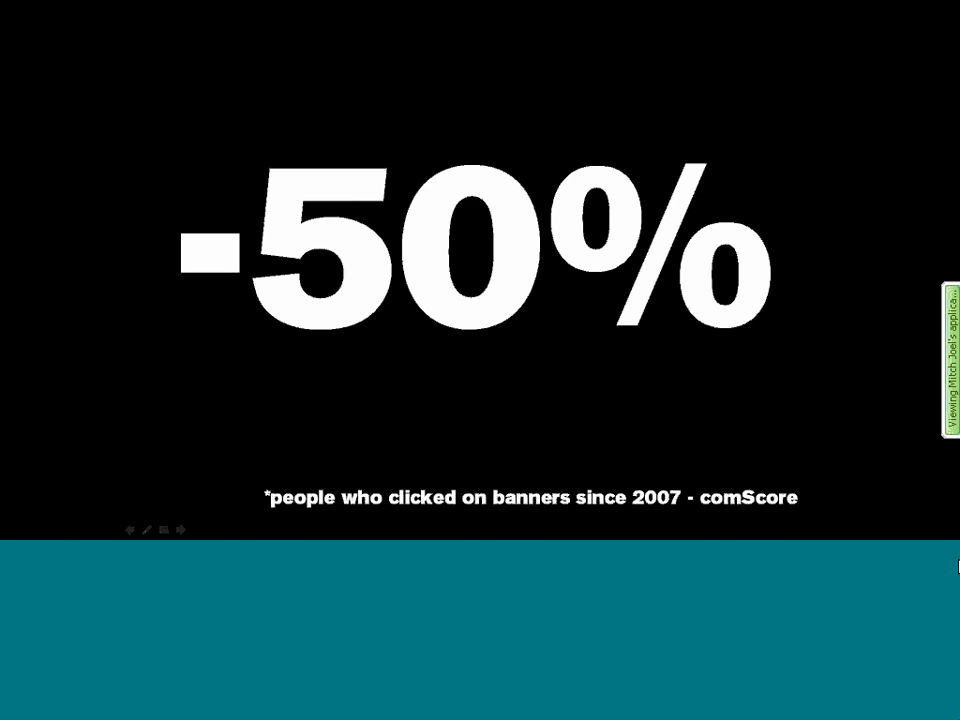 -50%
Viewing Mitch Joel's applica...
*people who clicked on banners since 2007 - comScore